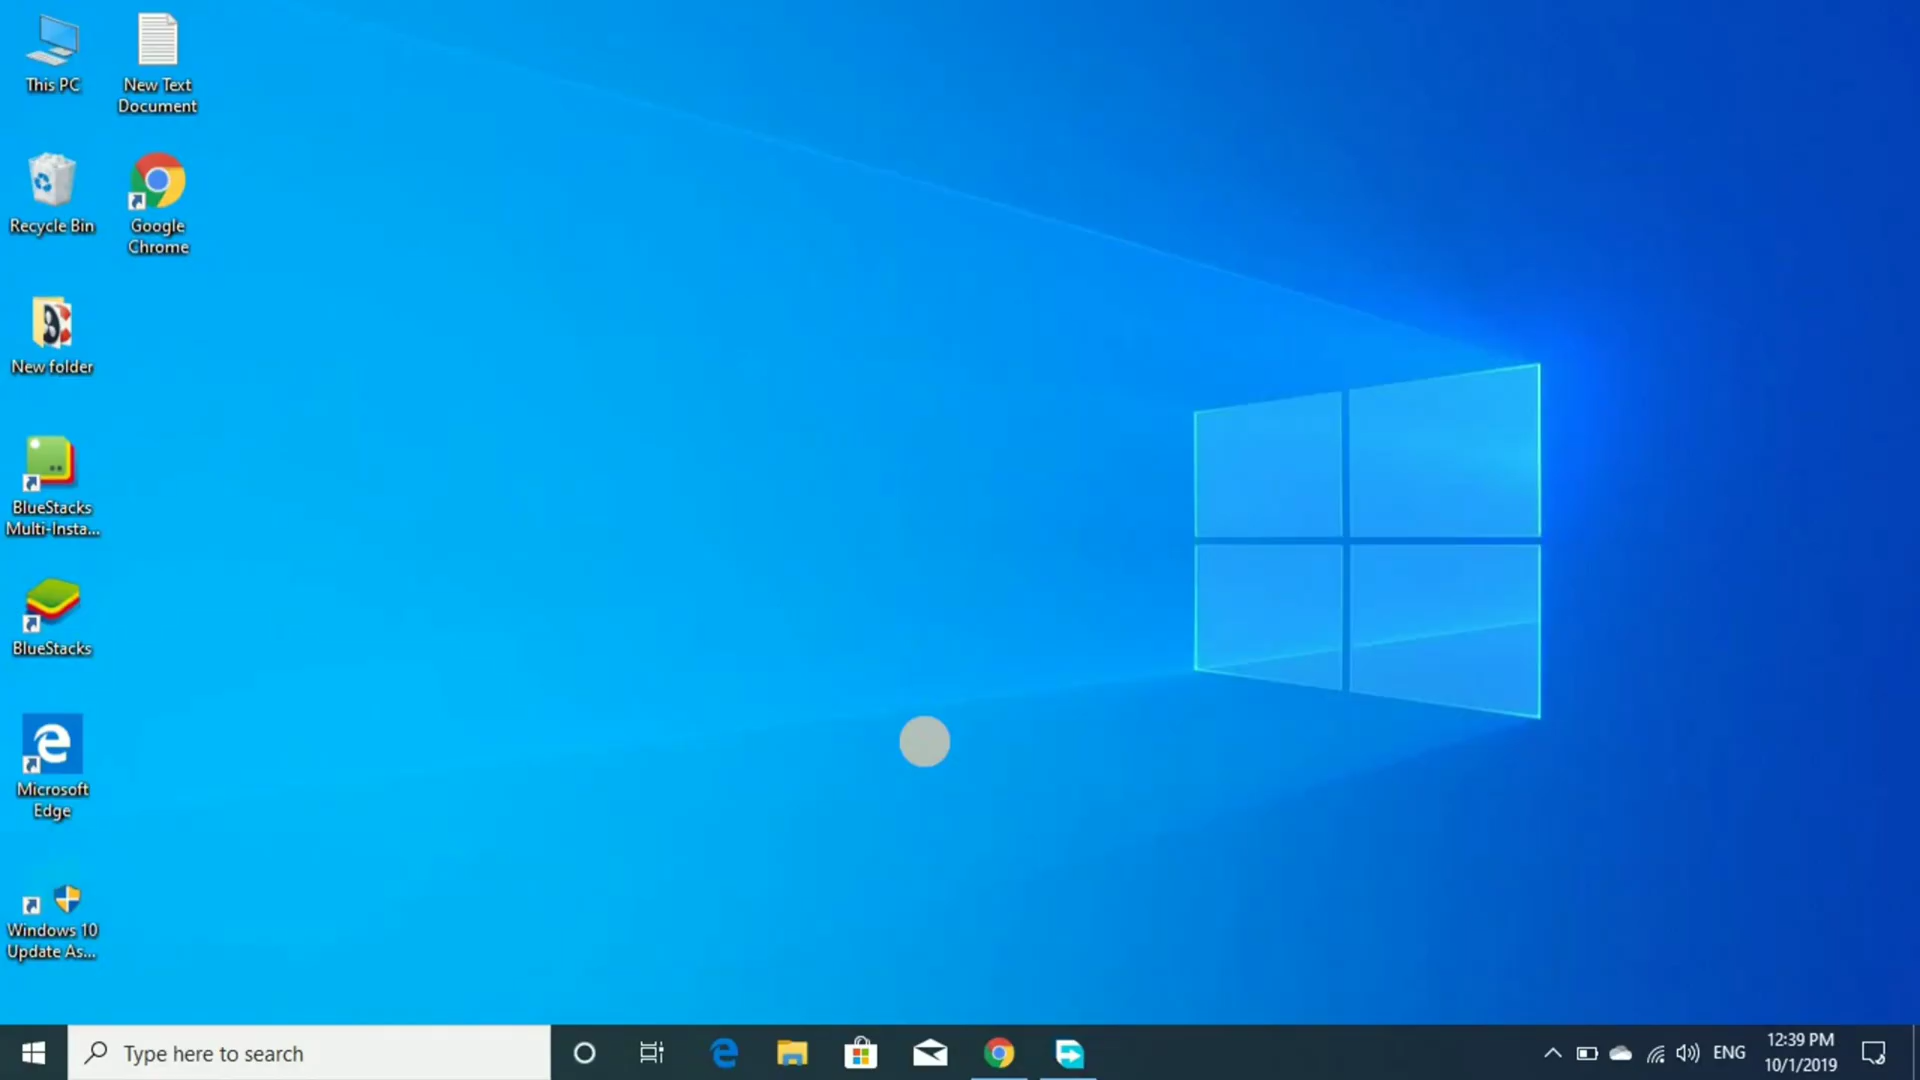 This PC
New Text
Document
Recycle Bin
Google
Chrome
New folder
BlueStacks
Multi-Insta...
BlueStacks
Microsoft
Edge
Windows 10
Update As...
Type here to search
ENG
12:39 PM
10/1/2019